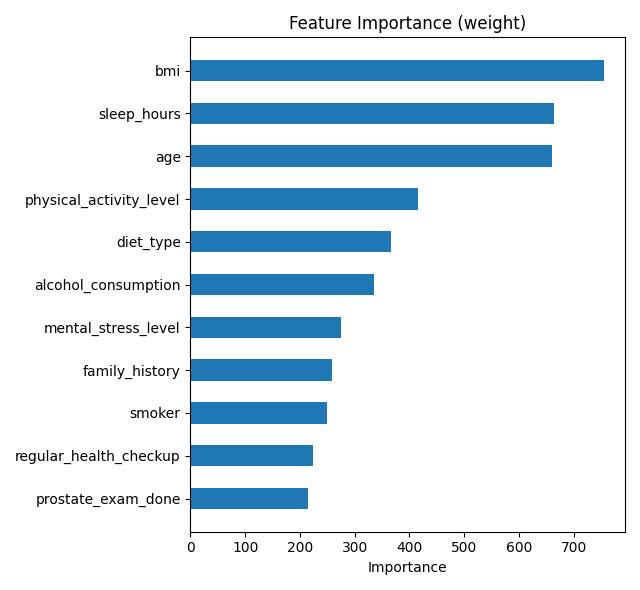 Feature Importance (weight)
bmi
sleep_hours
age
physical_activity_level
diet_type
alcohol_consumption
mental_stress_level
family_history
smoker
regular_health_checkup
prostate_exam_done
0 100 200 300 400 500 600 700
Importance